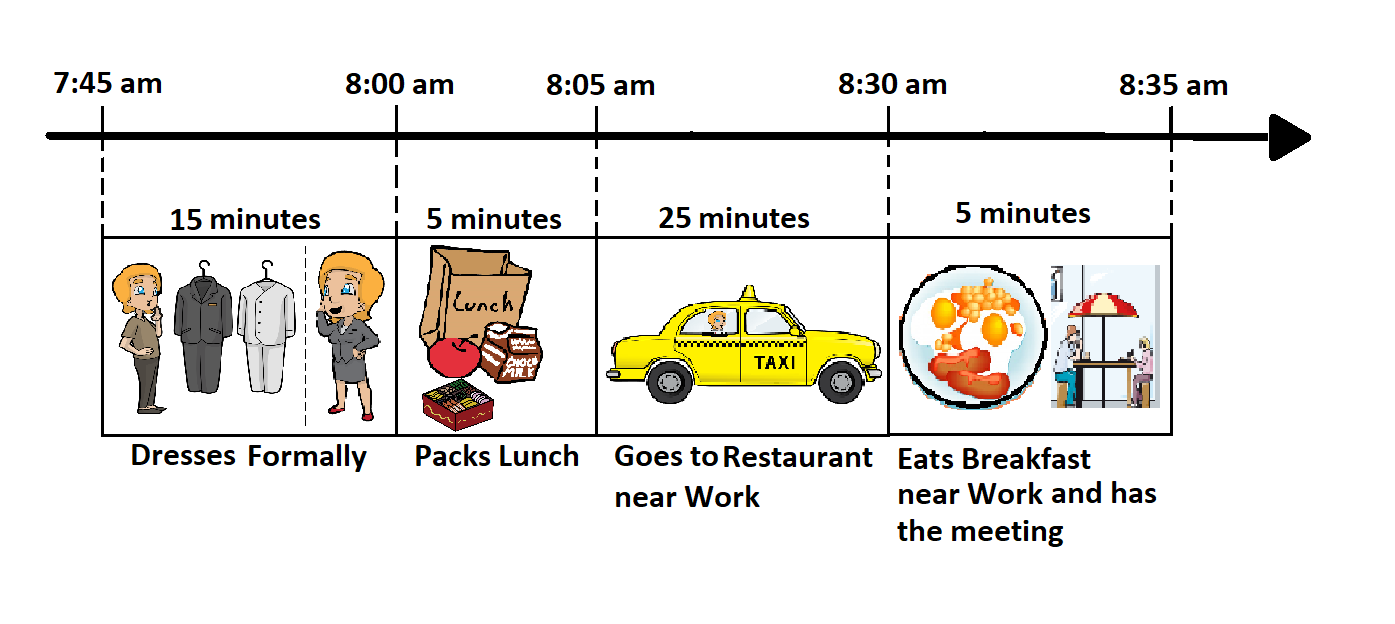 7:45 am 8:00 am 8:05 am 8:30 am 8:35 am
15 minutes 5 minutes 25 minutes 5 minutes
Lunch
CHOCO
MILK
TAXI
Dresses Formally
Packs Lunch
Goes to Restaurant
near Work
Eats Breakfast
near Work and has
the meeting